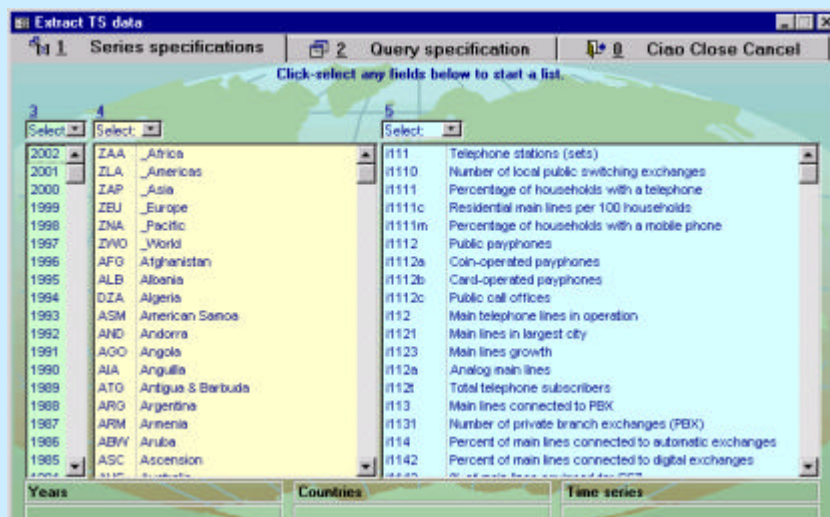 Extract TS data
1 Series specifications 2 Query specification 0 Ciao Close Cancel
Click-select any fields below to start a list.
3 4 5
Select: Select: Select:
2002 ZAA _Africa i111 Telephone stations (sets)
2001 ZLA _Americas i1110 Number of local public switching exchanges
2000 ZAP _Asia i1111 Percentage of households with a telephone
1999 ZEU _Europe i1111c Residential main lines per 100 households
1998 ZNA _Pacific i1111m Percentage of households with a mobile phone
1997 ZWO _World i1112 Public payphones
1996 AFG Afghanistan i1112a Coin-operated payphones
1995 ALB Albania i1112b Card-operated payphones
1994 DZA Algeria i1112c Public call offices
1993 ASM American Samoa i112 Main telephone lines in operation
1992 AND Andorra i1121 Main lines in largest city
1991 AGO Angola i1123 Main lines growth
1990 AIA Anguilla i112a Analog main lines
1989 ATG Antigua & Barbuda i112t Total telephone subscribers
1988 ARG Argentina i113 Main lines connected to PBX
1987 ARM Armenia i1131 Number of private branch exchanges (PBX)
1986 ABW Aruba i114 Percent of main lines connected to automatic exchanges
1985 ASC Ascension i1142 Percent of main lines connected to digital exchanges
Years Countries Time series